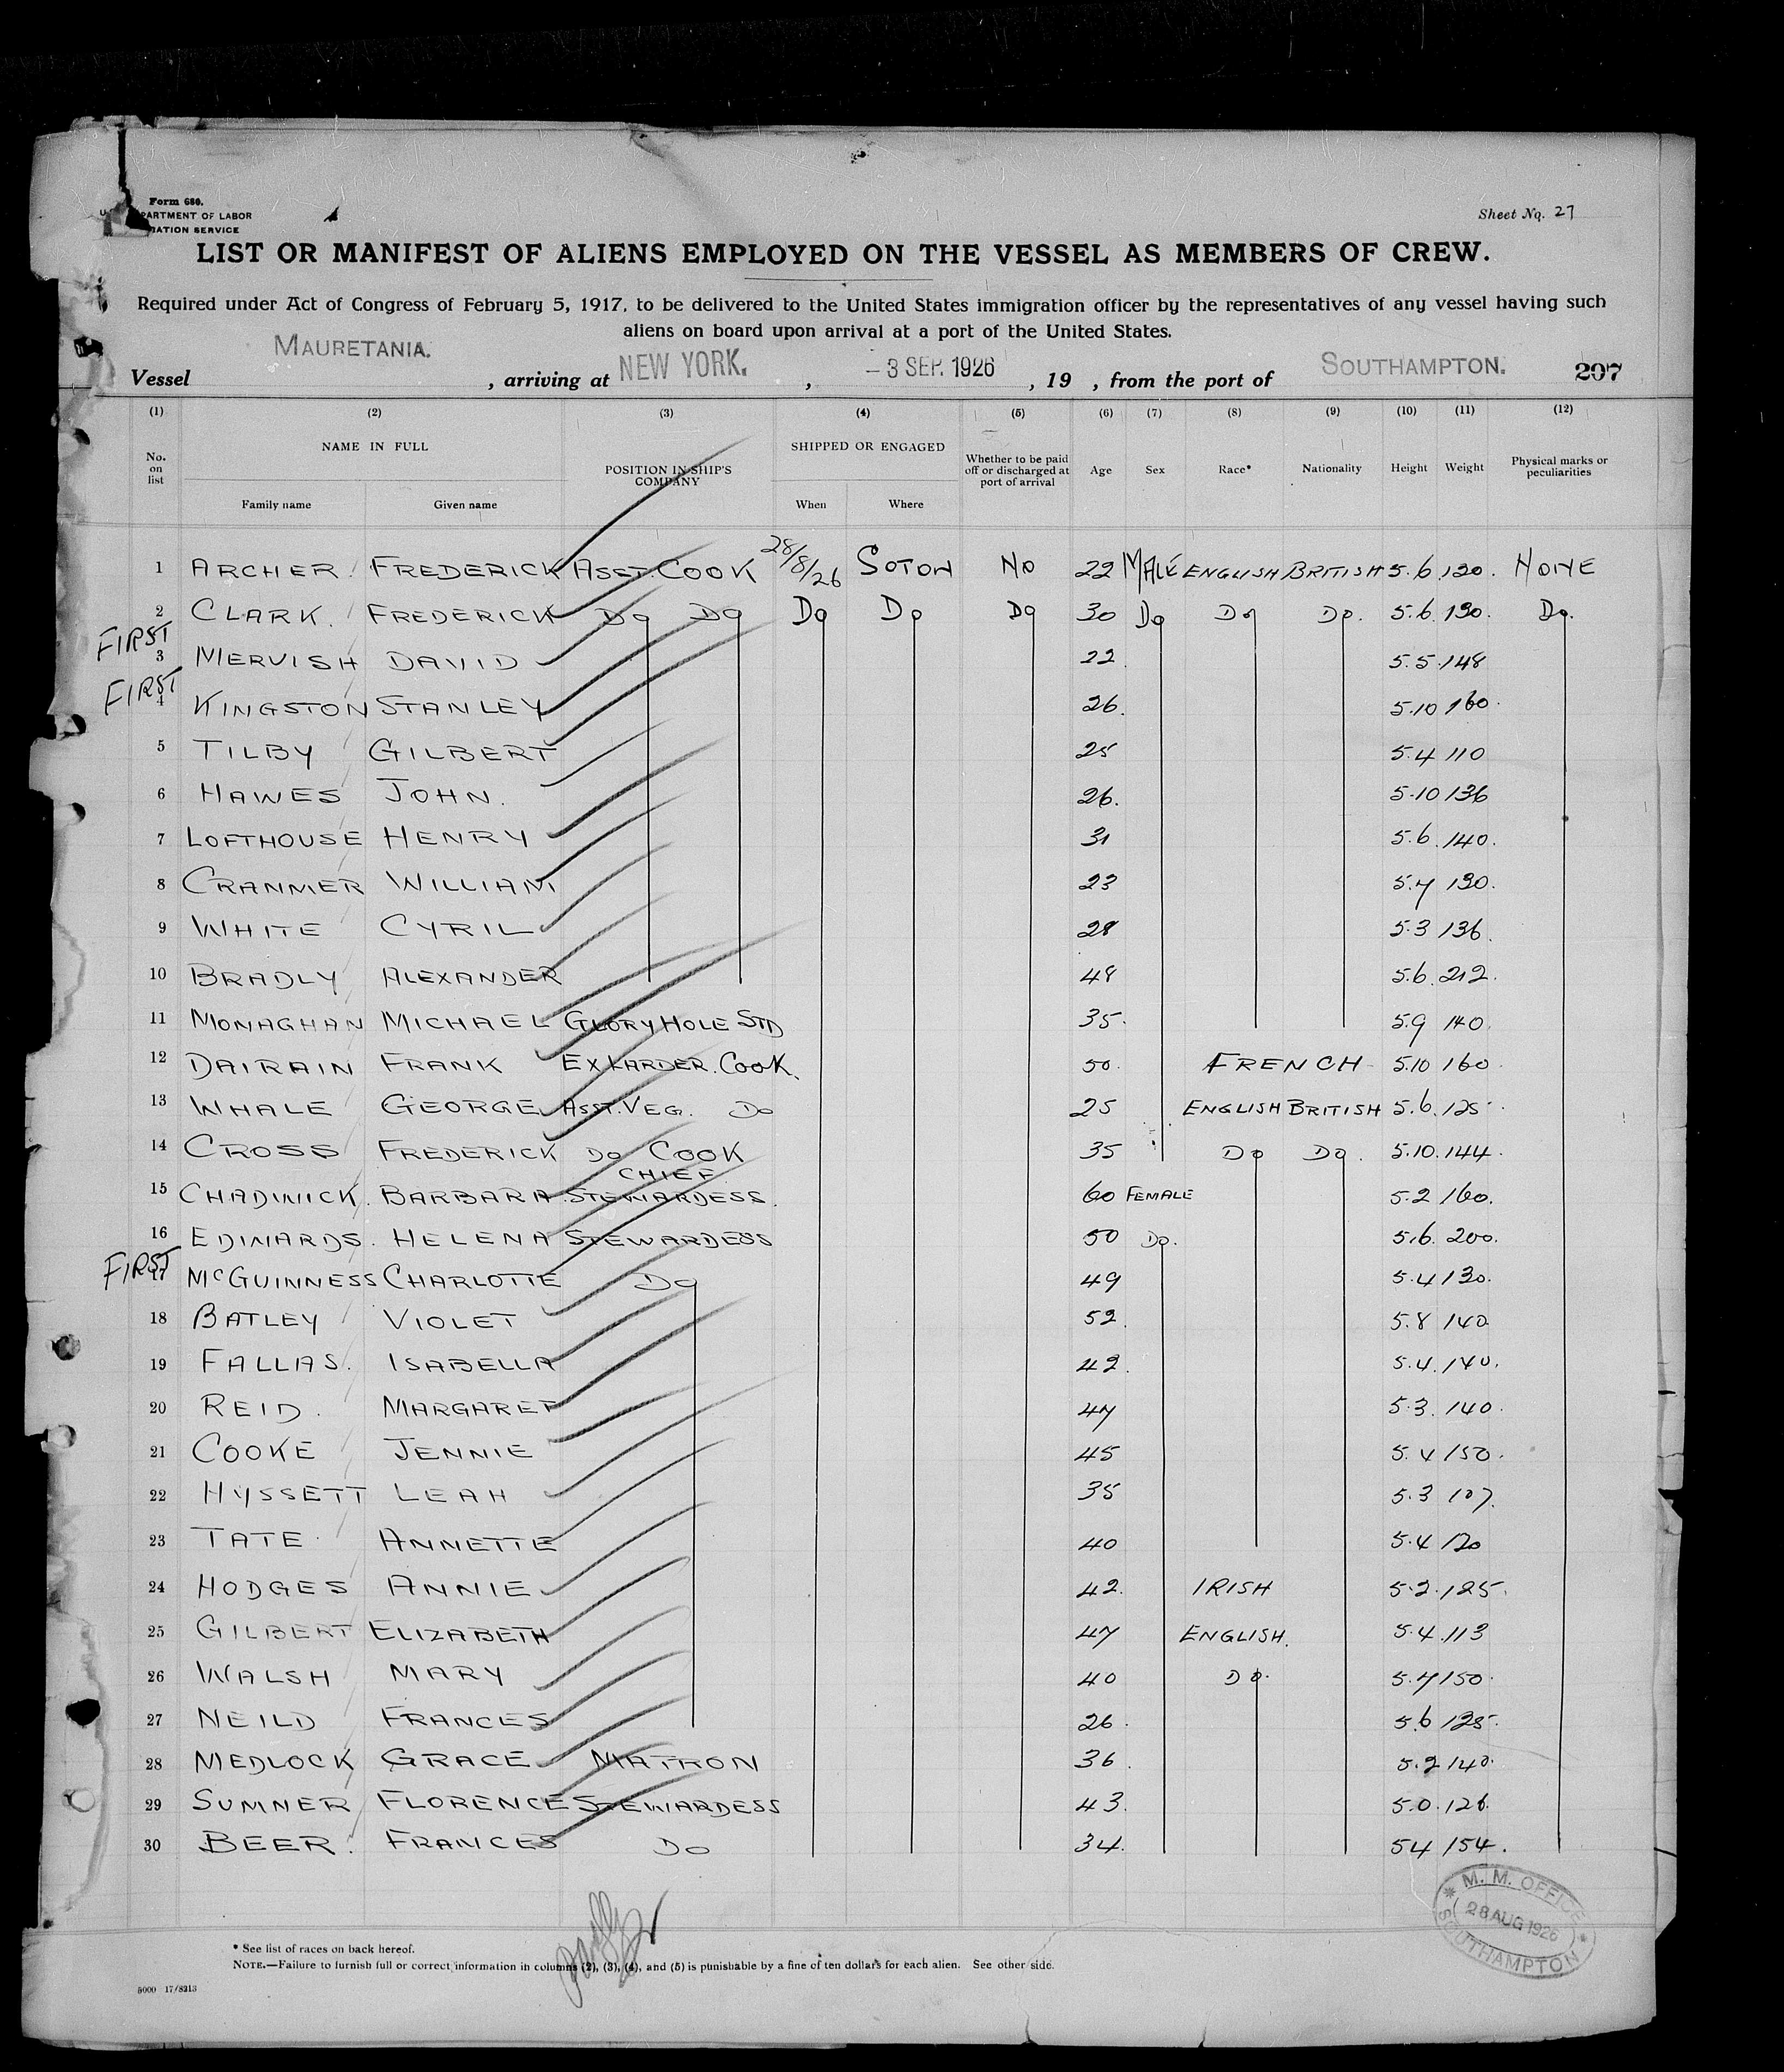 Form 680.
PARTMENT OF LABOR
ATION SERVICE
Sheet No. 27
LIST OR MANIFEST OF ALIENS EMPLOYED ON THE VESSEL AS MEMBERS OF CREW.
Required under Act of Congress of February 5, 1917, to be delivered to the United States immigration officer by the representatives of any vessel having such
aliens on board upon arrival at a port of the United States.
Vessel MAURETANIA. , arriving at NEW YORK. , - 3 SEP. 1926 , 19 , from the port of SOUTHAMPTON. 207
(1) (2) (3) (4) (5) (6) (7) (8) (9) (10) (11) (12)
No. on list NAME IN FULL POSITION IN SHIP'S COMPANY SHIPPED OR ENGAGED Whether to be paid off or discharged at port of arrival Age Sex Race* Nationality Height Weight Physical marks or peculiarities
Family name Given name When Where
1 ARCHER. FREDERICK ASST. COOK 28/8/26 SOTON NO 22 MALE ENGLISH BRITISH 5.6 130. NONE
2 CLARK. FREDERICK DO DO DO DO DO 30 DO DO DO. 5.6. 130. DO.
FIRST 3 MERVISH DAVID 22. 5.5. 148
FIRST 4 KINGSTON STANLEY 26. 5.10 160.
5 TILBY GILBERT 25 5.4 110
6 HAWES JOHN. 26. 5.10 136
7 LOFTHOUSE HENRY 31 5.6. 140.
8 CRANMER WILLIAM 23 5.7 130.
9 WHITE CYRIL 28 5.3 136.
10 BRADLY ALEXANDER 48 5.6. 212.
11 MONAGHAN MICHAEL GLORY HOLE STD 35. 5.9 140.
12 DAIRAIN FRANK EX LARDER. COOK. 50. FRENCH 5.10 160.
13 WHALE GEORGE ASST. VEG. DO 25 ENGLISH BRITISH 5.6. 125.
14 CROSS FREDERICK DO COOK 35 DO DO. 5.10. 144.
15 CHADWICK. BARBARA. CHIEF STEWARDESS. 60 FEMALE 5.2 160.
16 EDWARDS. HELENA STEWARDESS 50 DO. 5.6. 200.
FIRST 17 MCGUINNESS CHARLOTTE DO 49 5.4 130.
18 BATLEY VIOLET 52. 5.8 140
19 FALLAS. ISABELLA 42. 5.4. 140.
20 REID. MARGARET 47 5.3. 140.
21 COOKE JENNIE 45 5.4 150.
22 HYSSETT LEAH 35 5.3 107.
23 TATE ANNETTE 40 5.4 120
24 HODGES ANNIE 42. IRISH 5.2. 125.
25 GILBERT ELIZABETH 47 ENGLISH. 5.4. 113
26 WALSH MARY 40 DO. 5.7 150.
27 NEILD FRANCES 26. 5.6 125.
28 MEDLOCK GRACE MATRON 36. 5.2 140.
29 SUMNER FLORENCE STEWARDESS 43. 5.0. 126.
30 BEER. FRANCES DO 34. 54 154.
M. M. OFFICE
28 AUG 1926
SOUTHAMPTON
* See list of races on back hereof.
NOTE.—Failure to furnish full or correct information in columns (2), (3), (4), and (5) is punishable by a fine of ten dollars for each alien. See other side.
5000 17/8213